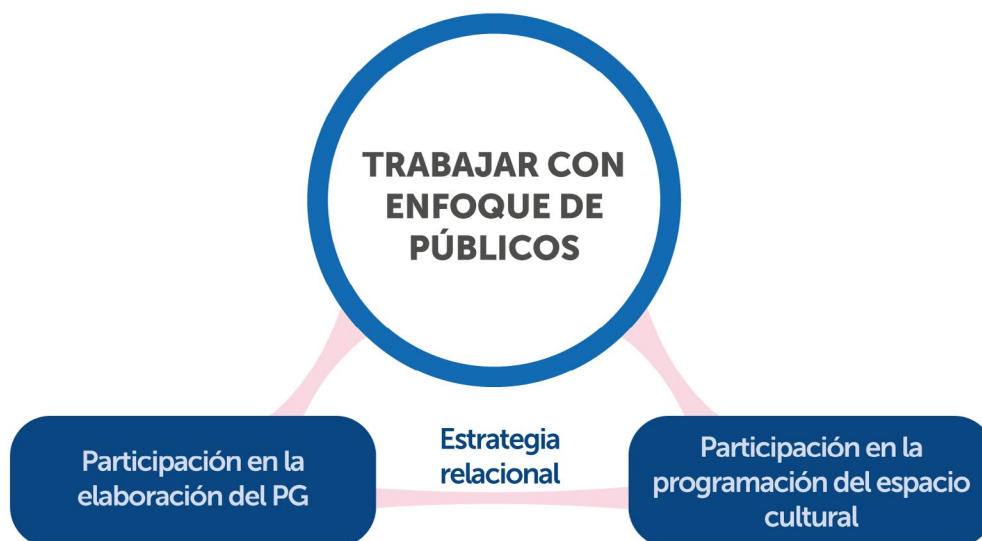 TRABAJAR CON
ENFOQUE DE
PÚBLICOS
Estrategia
relacional
Participación en la
elaboración del PG
Participación en la
programación del espacio
cultural